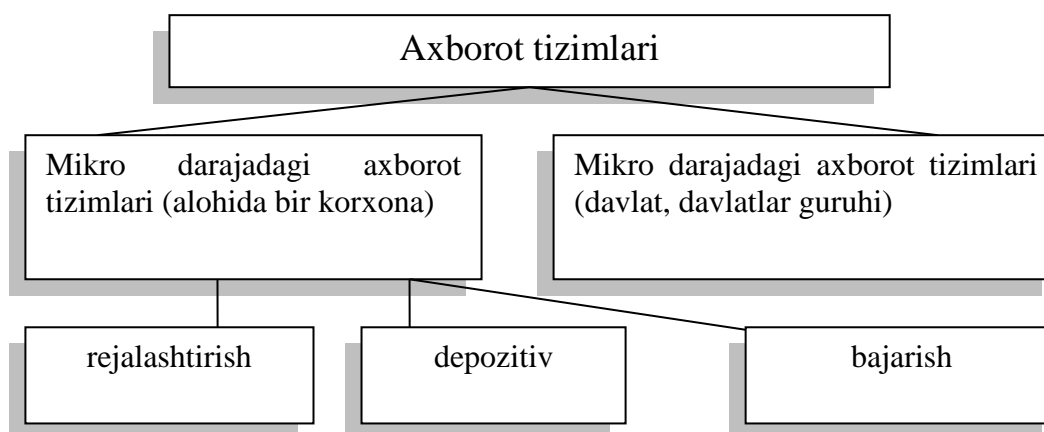 Axborot tizimlari
Mikro darajadagi axborot
tizimlari (alohida bir korxona)
Mikro darajadagi axborot tizimlari
(davlat, davlatlar guruhi)
rejalashtirish
depozitiv
bajarish